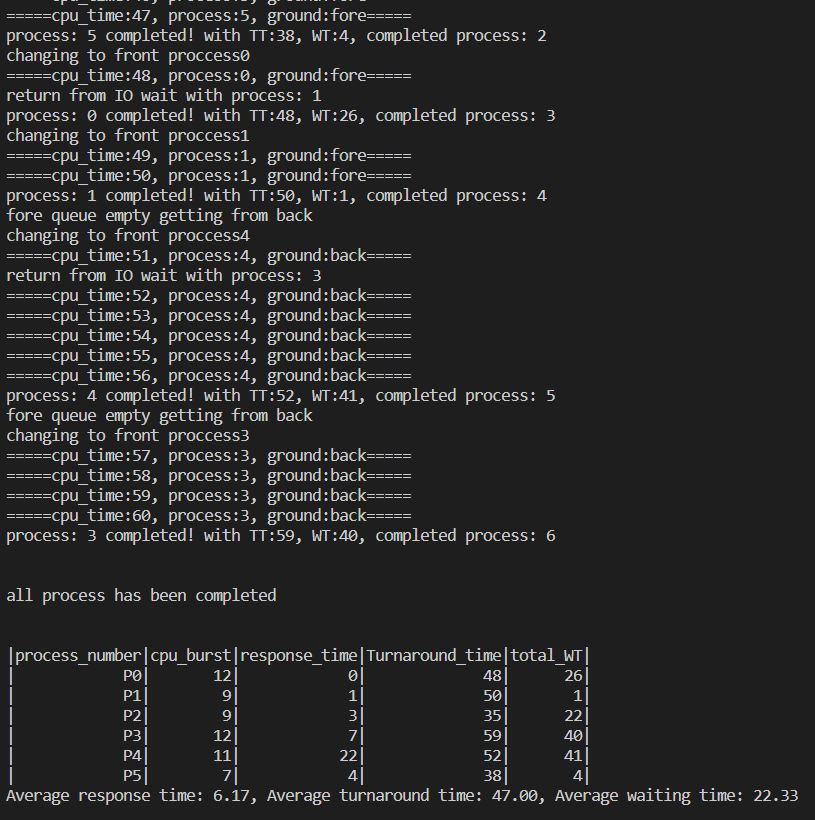 =====cpu_time:47, process:5, ground:fore=====
process: 5 completed! with TT:38, WT:4, completed process: 2
changing to front proccess0
=====cpu_time:48, process:0, ground:fore=====
return from IO wait with process: 1
process: 0 completed! with TT:48, WT:26, completed process: 3
changing to front proccess1
=====cpu_time:49, process:1, ground:fore=====
=====cpu_time:50, process:1, ground:fore=====
process: 1 completed! with TT:50, WT:1, completed process: 4
fore queue empty getting from back
changing to front proccess4
=====cpu_time:51, process:4, ground:back=====
return from IO wait with process: 3
=====cpu_time:52, process:4, ground:back=====
=====cpu_time:53, process:4, ground:back=====
=====cpu_time:54, process:4, ground:back=====
=====cpu_time:55, process:4, ground:back=====
=====cpu_time:56, process:4, ground:back=====
process: 4 completed! with TT:52, WT:41, completed process: 5
fore queue empty getting from back
changing to front proccess3
=====cpu_time:57, process:3, ground:back=====
=====cpu_time:58, process:3, ground:back=====
=====cpu_time:59, process:3, ground:back=====
=====cpu_time:60, process:3, ground:back=====
process: 3 completed! with TT:59, WT:40, completed process: 6
all process has been completed
|process_number|cpu_burst|response_time|Turnaround_time|total_WT|
|            P0|       12|            0|             48|      26|
|            P1|        9|            1|             50|       1|
|            P2|        9|            3|             35|      22|
|            P3|       12|            7|             59|      40|
|            P4|       11|           22|             52|      41|
|            P5|        7|            4|             38|       4|
Average response time: 6.17, Average turnaround time: 47.00, Average waiting time: 22.33